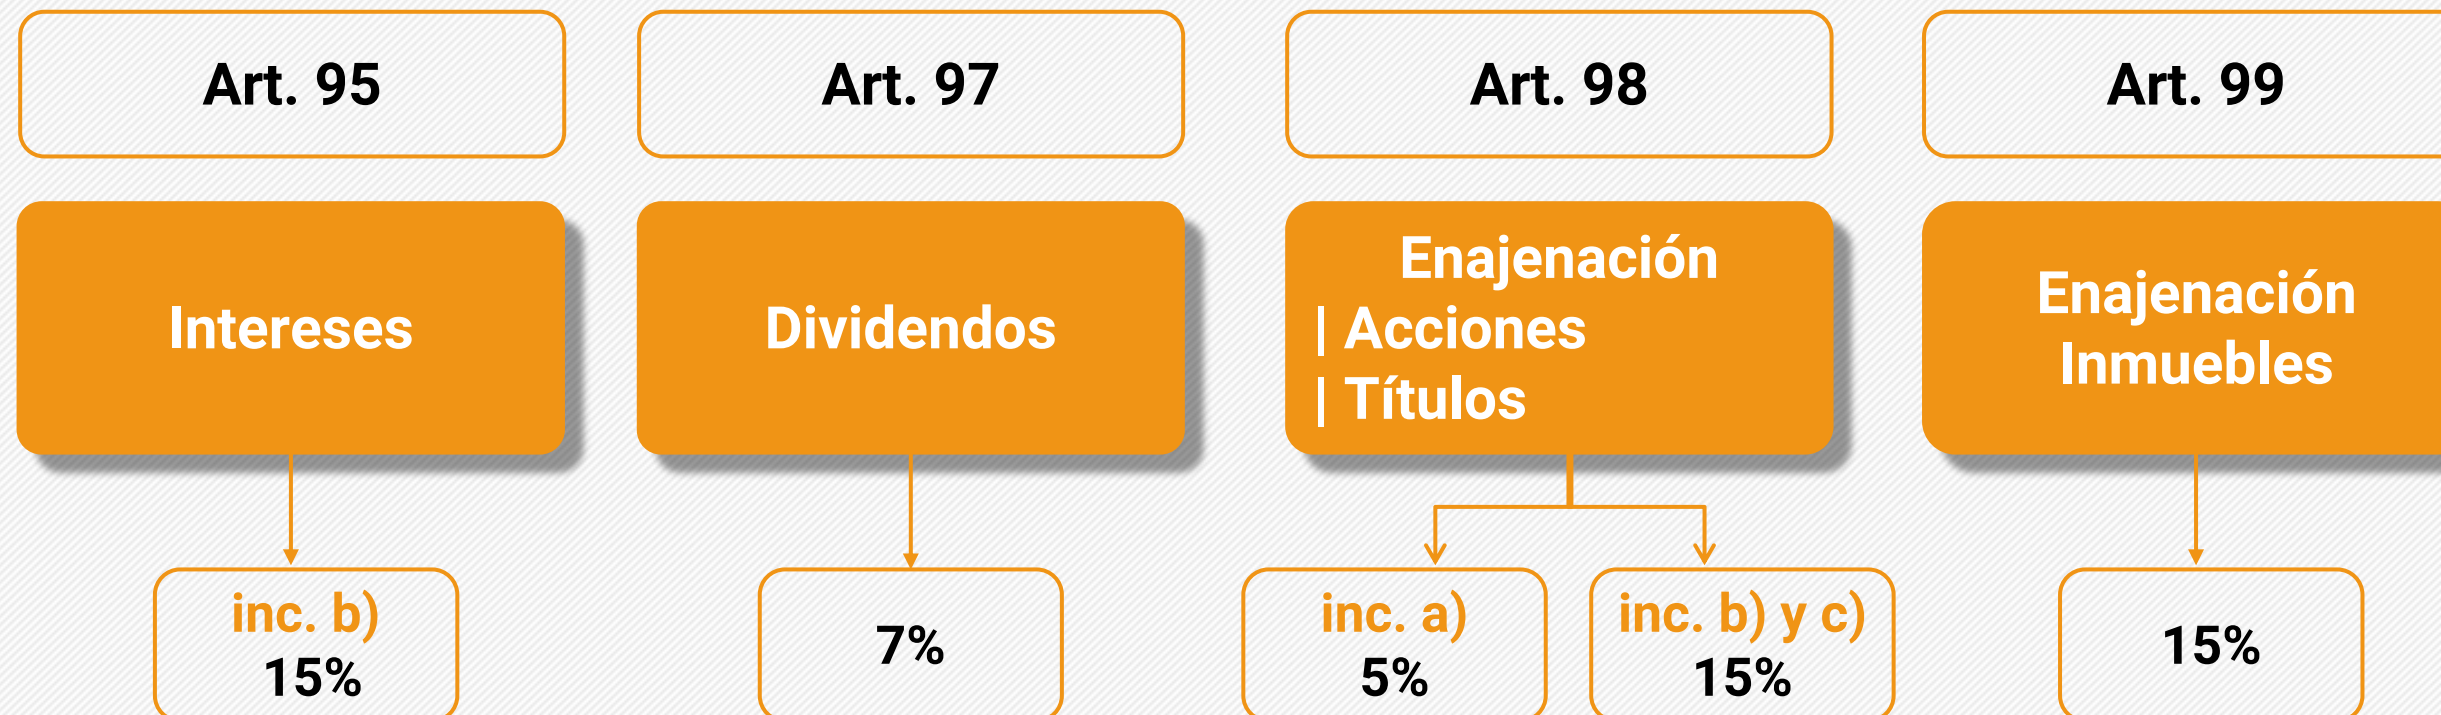 Art. 95
Art. 97
Art. 98
Art. 99
Intereses
Dividendos
Enajenación
| Acciones
| Títulos
Enajenación
Inmuebles
inc. b)
15%
7%
inc. a)
5%
inc. b) y c)
15%
15%